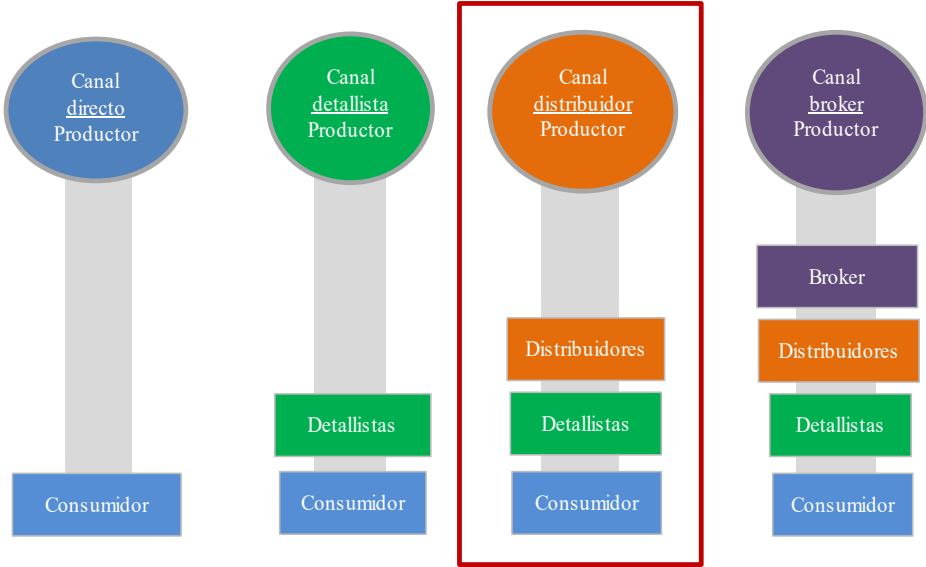 Canal
directo
Productor
Canal
detallista
Productor
Canal
distribuidor
Productor
Canal
broker
Productor
Broker
Distribuidores
Distribuidores
Detallistas
Detallistas
Detallistas
Consumidor
Consumidor
Consumidor
Consumidor